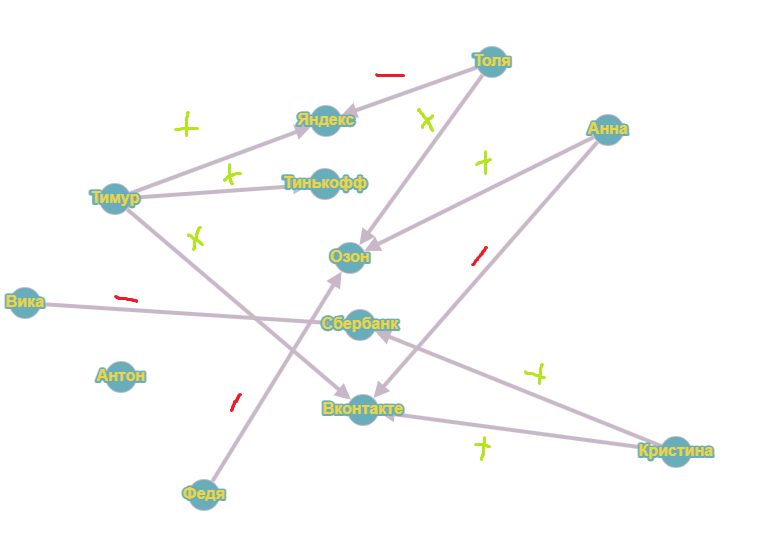 Толя
Яндекс
Анна
Тинькофф
Тимур
Озон
Вика
Сбербанк
Антон
Вконтакте
Кристина
Федя